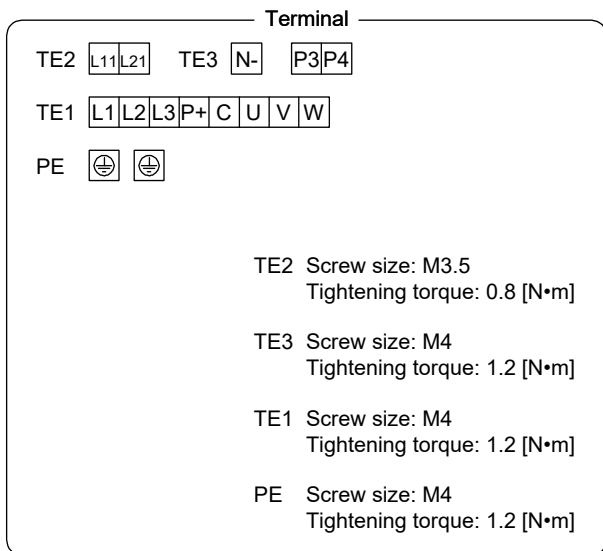 Terminal
TE2 L11 L21 TE3 N- P3 P4
TE1 L1 L2 L3 P+ C U V W
PE
TE2 Screw size: M3.5
Tightening torque: 0.8 [N•m]
TE3 Screw size: M4
Tightening torque: 1.2 [N•m]
TE1 Screw size: M4
Tightening torque: 1.2 [N•m]
PE Screw size: M4
Tightening torque: 1.2 [N•m]